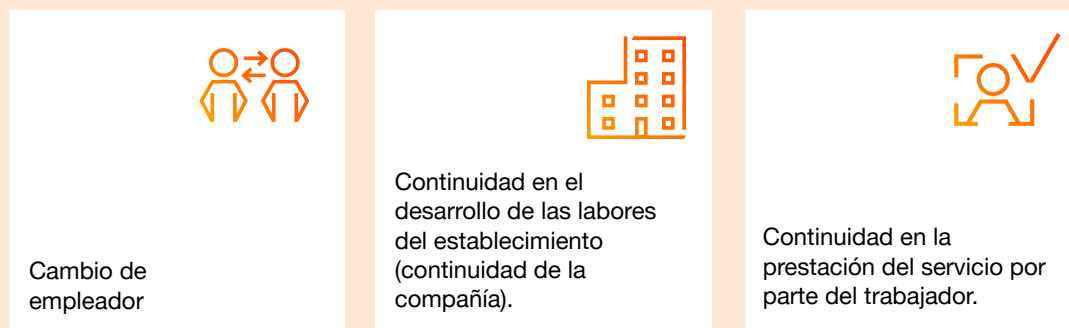 Cambio de
empleador
Continuidad en el
desarrollo de las labores
del establecimiento
(continuidad de la
compañía).
Continuidad en la
prestación del servicio por
parte del trabajador.